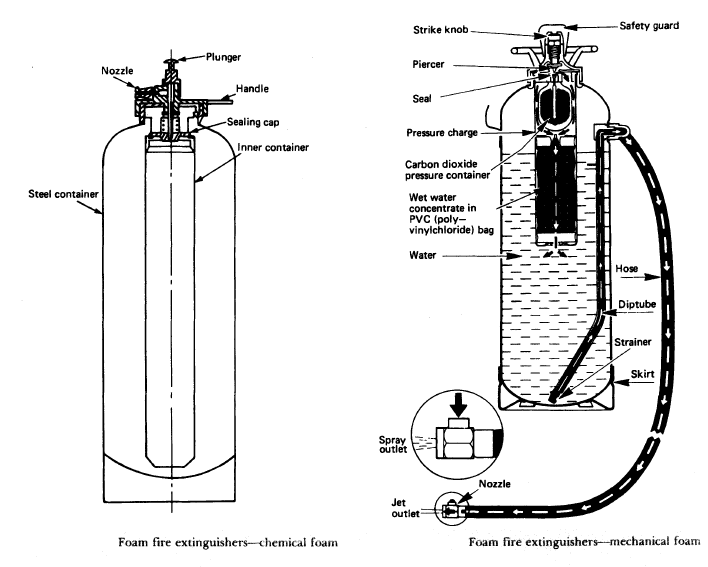 Plunger
Nozzle
Handle
Sealing cap
Inner container
Steel container
Foam fire extinguishers—chemical foam
Strike knob
Safety guard
Piercer
Seal
Pressure charge
Carbon dioxide
pressure container
Wet water
concentrate in
PVC (poly—
vinylchloride) bag
Water
Hose
Diptube
Strainer
Skirt
Spray
outlet
Nozzle
Jet
outlet
Foam fire extinguishers—mechanical foam